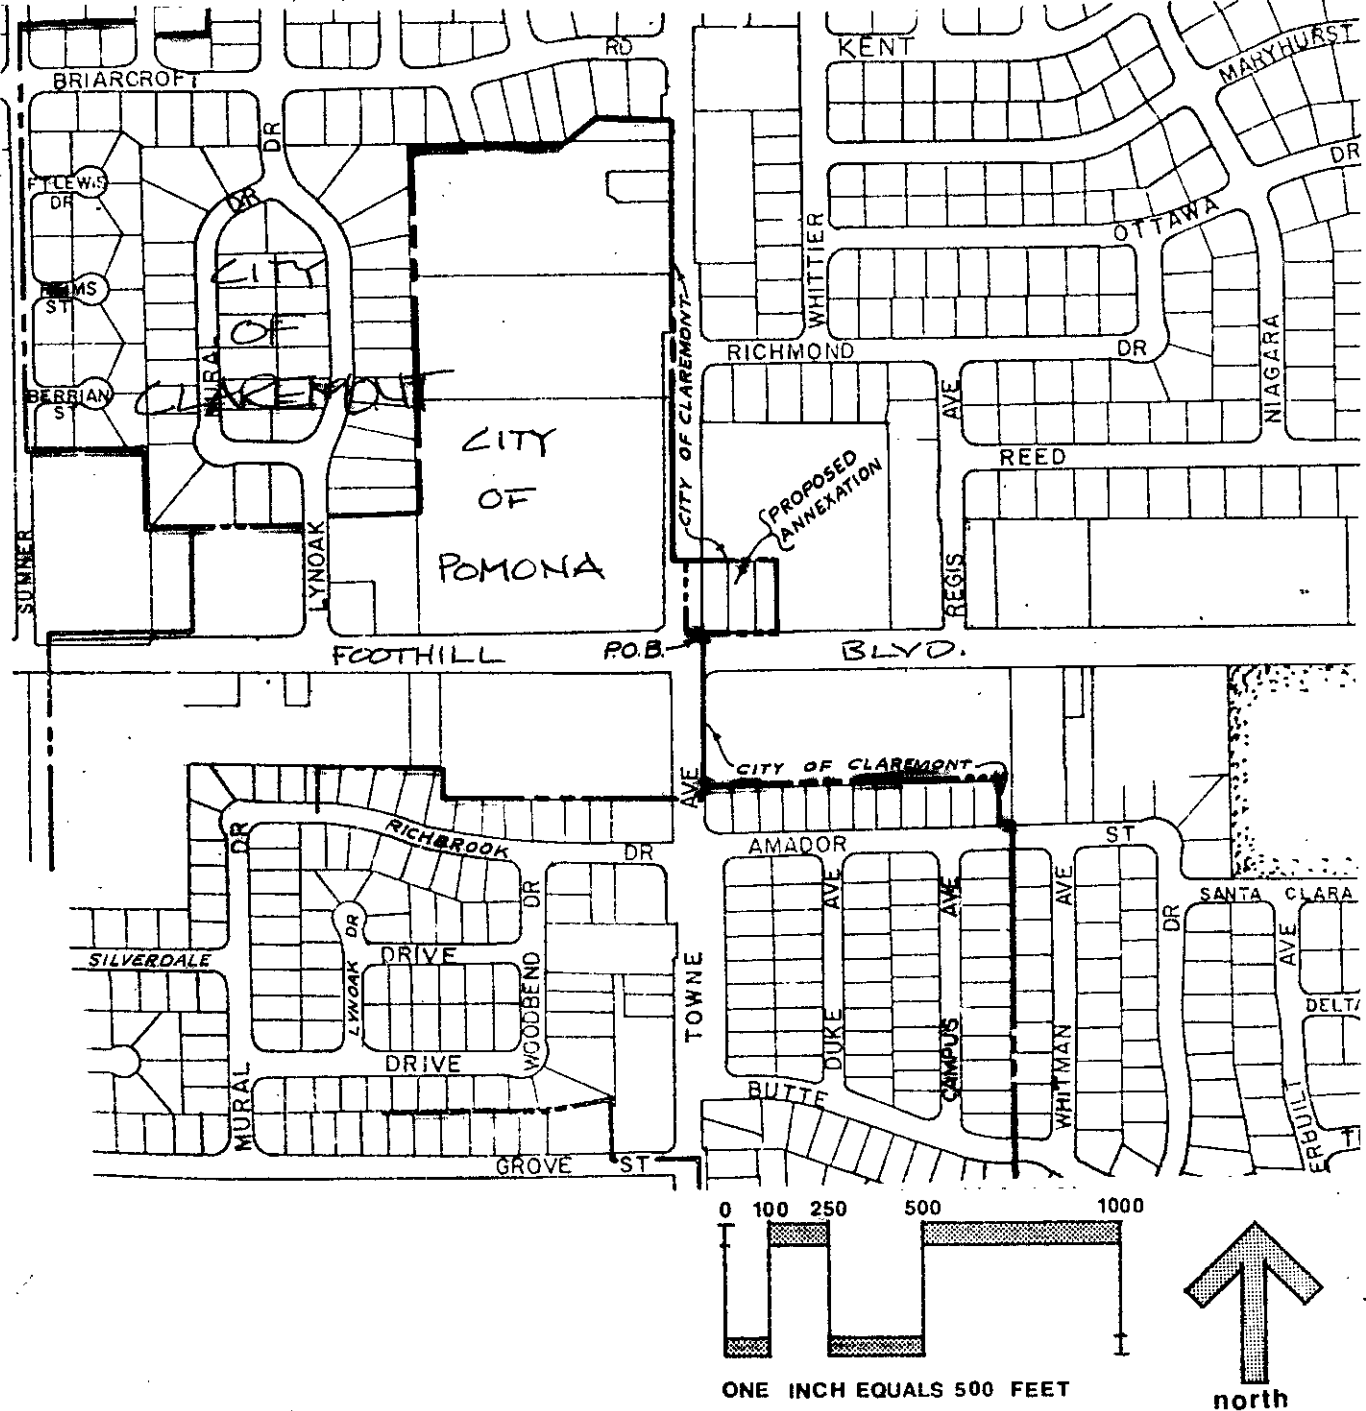 RD
KENT
MARYHURST
BRIARCROFT
DR
DR
FT LEWIS
DR
DR
OTTAWA
WHITTIER
CITY
ST
OF
CITY OF CLAREMONT
RICHMOND
DR
NIAGARA
MURAL
BERRIAN
ST
CLAREMONT
AVE
CITY
OF
POMONA
REED
PROPOSED
ANNEXATION
SUMNER
LYNOAK
REGIS
FOOTHILL
P.O.B.
BLVD.
AVE
CITY OF CLAREMONT
DR
RICHBROOK
DR
AMADOR
ST
DR
AVE
AVE
AVE
SANTA CLARA
DR
AVE
DR
SILVERDALE
DRIVE
LYNOAK
WOODBEND
TOWNE
DUKE
CAMPUS
WHITMAN
DRIVE
MURAL
BUTTE
GROVE ST
0 100 250 500 1000
ONE INCH EQUALS 500 FEET
north